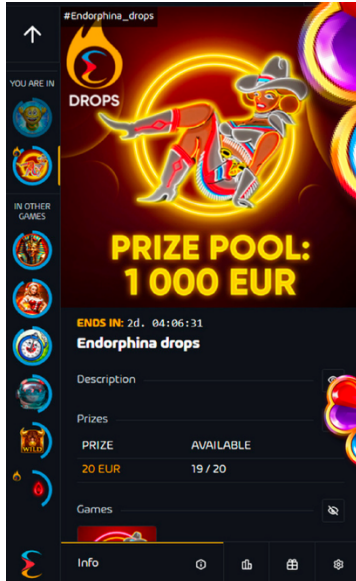 #Endorphina_drops
DROPS
YOU ARE IN
IN OTHER
GAMES
WILD
PRIZE POOL:
1 000 EUR
ENDS IN: 2d. 04:06:31
Endorphina drops
Description
Prizes
PRIZE AVAILABLE
20 EUR 19 / 20
Games
Info